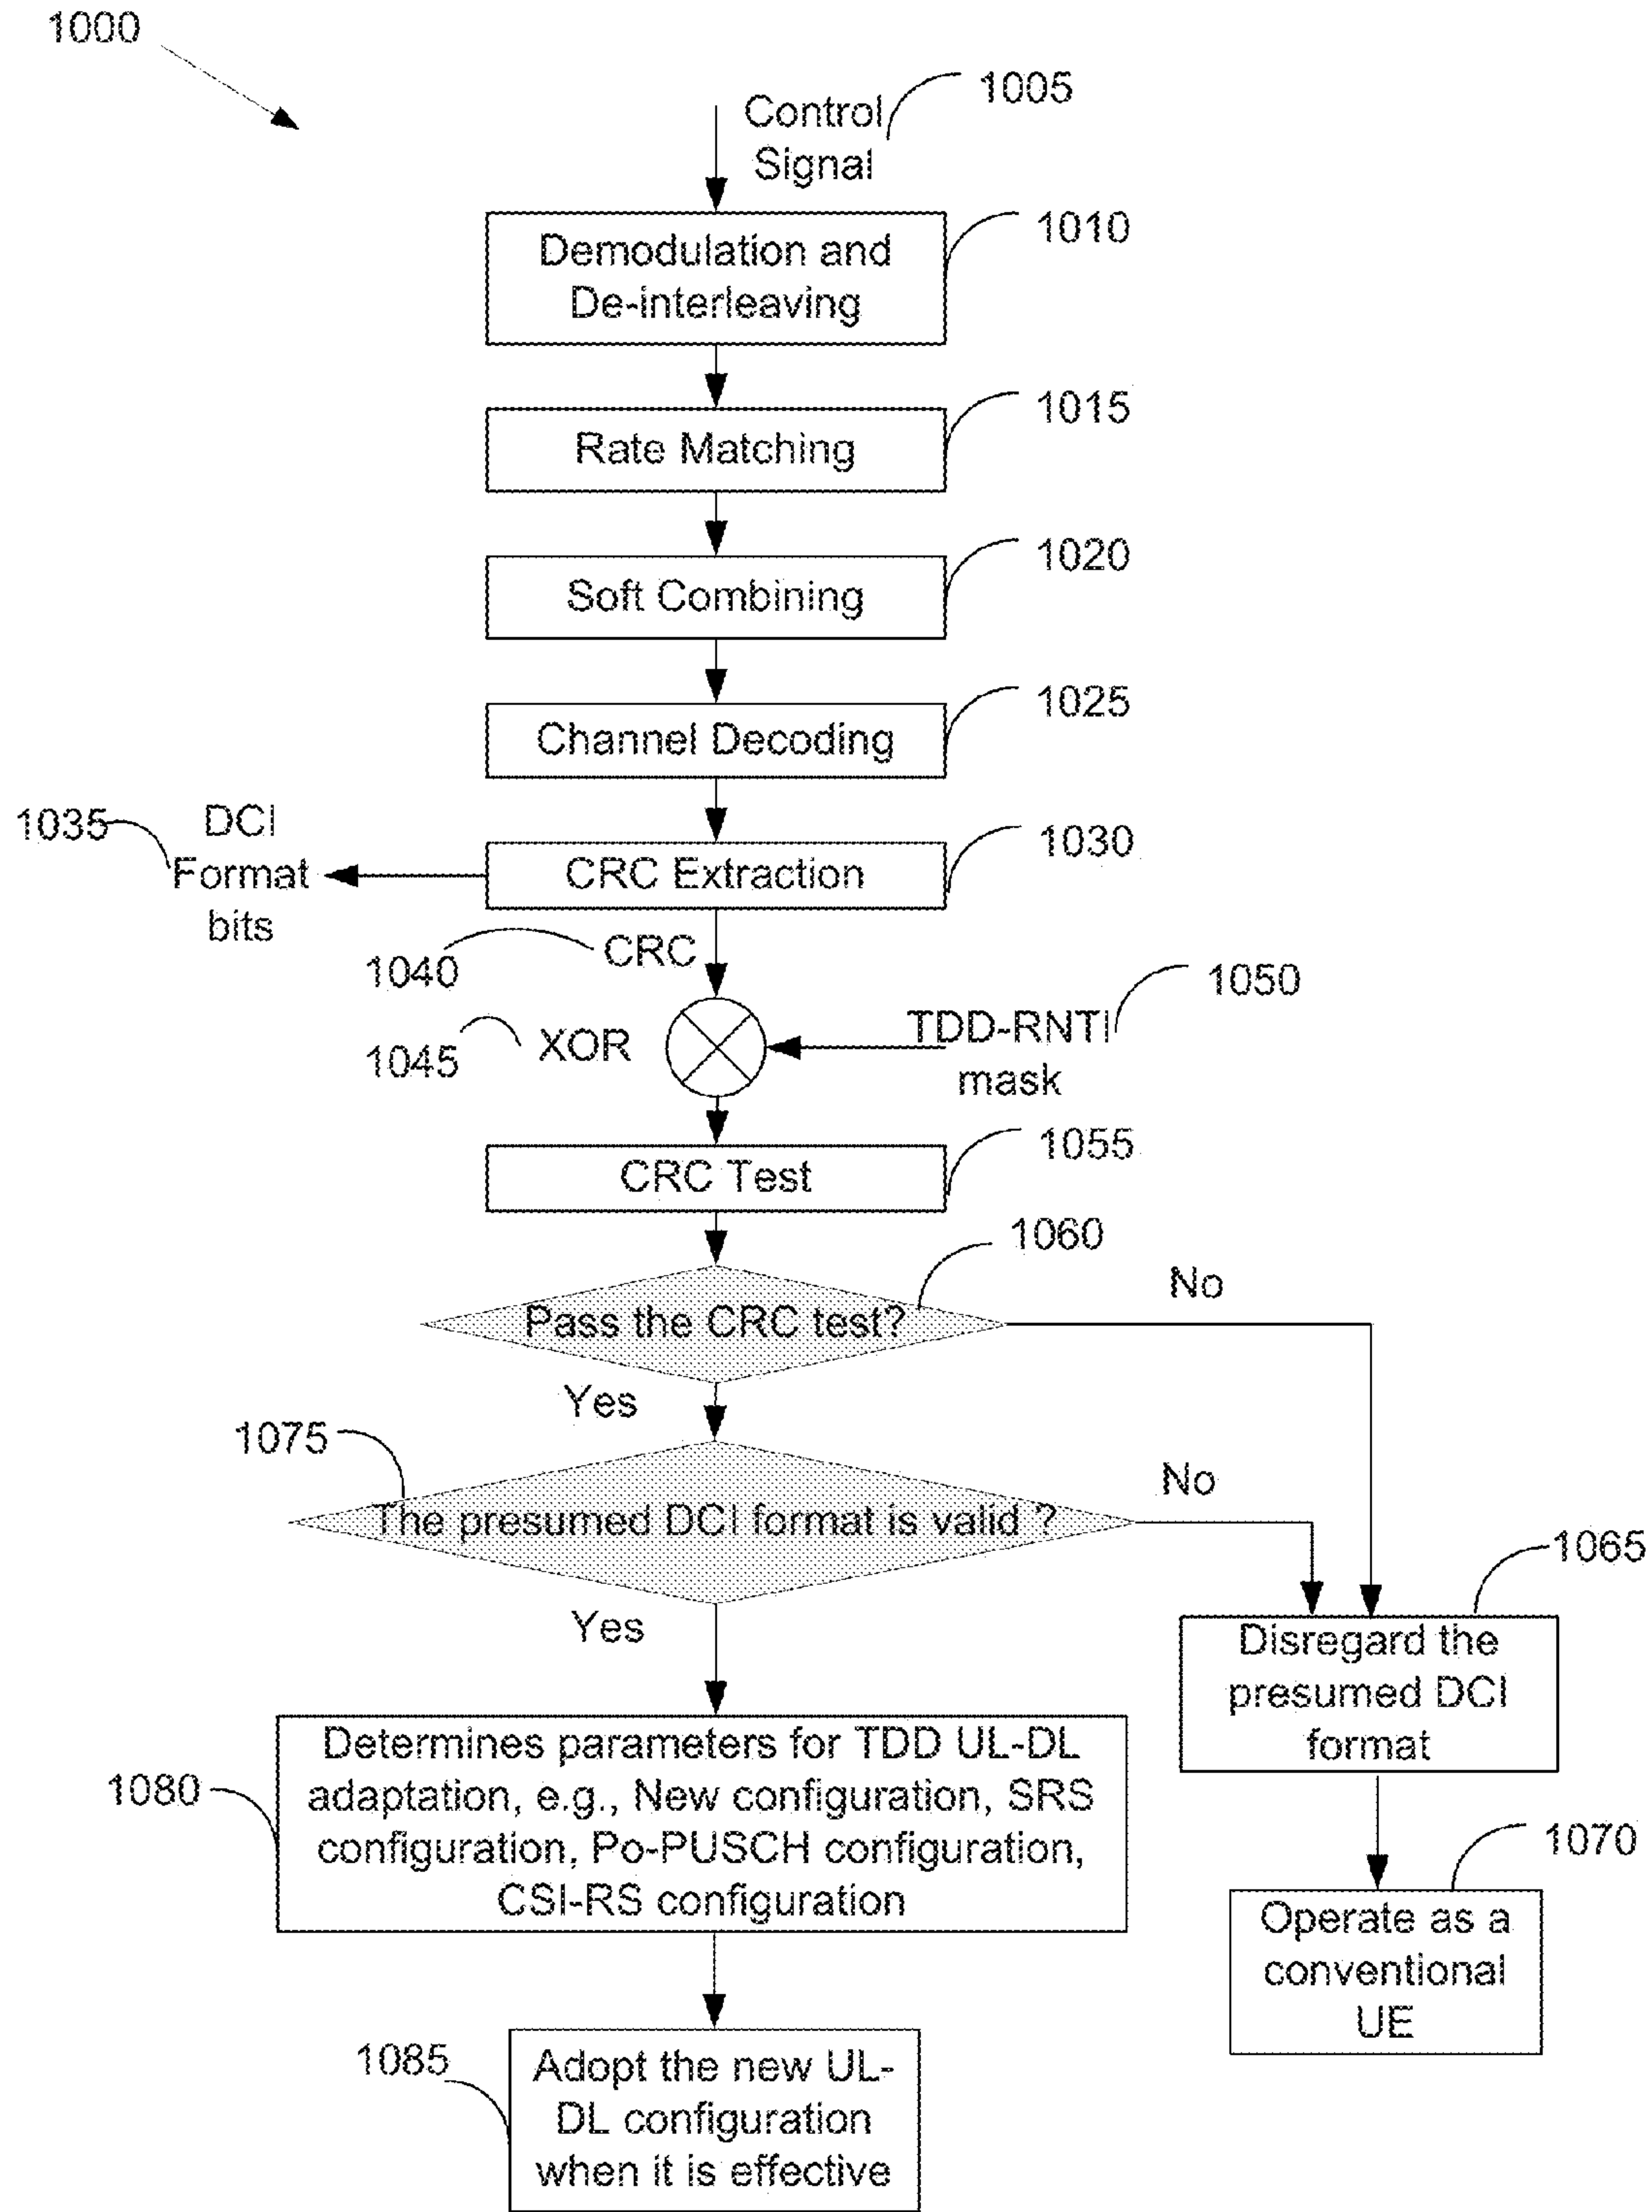 1000
Control
Signal
1005
Demodulation and
De-interleaving
1010
Rate Matching
1015
Soft Combining
1020
Channel Decoding
1025
1035
DCI
Format
bits
CRC Extraction
1030
1040
CRC
1045
XOR
TDD-RNTI
mask
1050
CRC Test
1055
1060
Pass the CRC test?
No
Yes
1075
The presumed DCI format is valid ?
No
Yes
1065
Disregard the
presumed DCI
format
1080
Determines parameters for TDD UL-DL
adaptation, e.g., New configuration, SRS
configuration, Po-PUSCH configuration,
CSI-RS configuration
1070
Operate as a
conventional
UE
1085
Adopt the new UL-
DL configuration
when it is effective